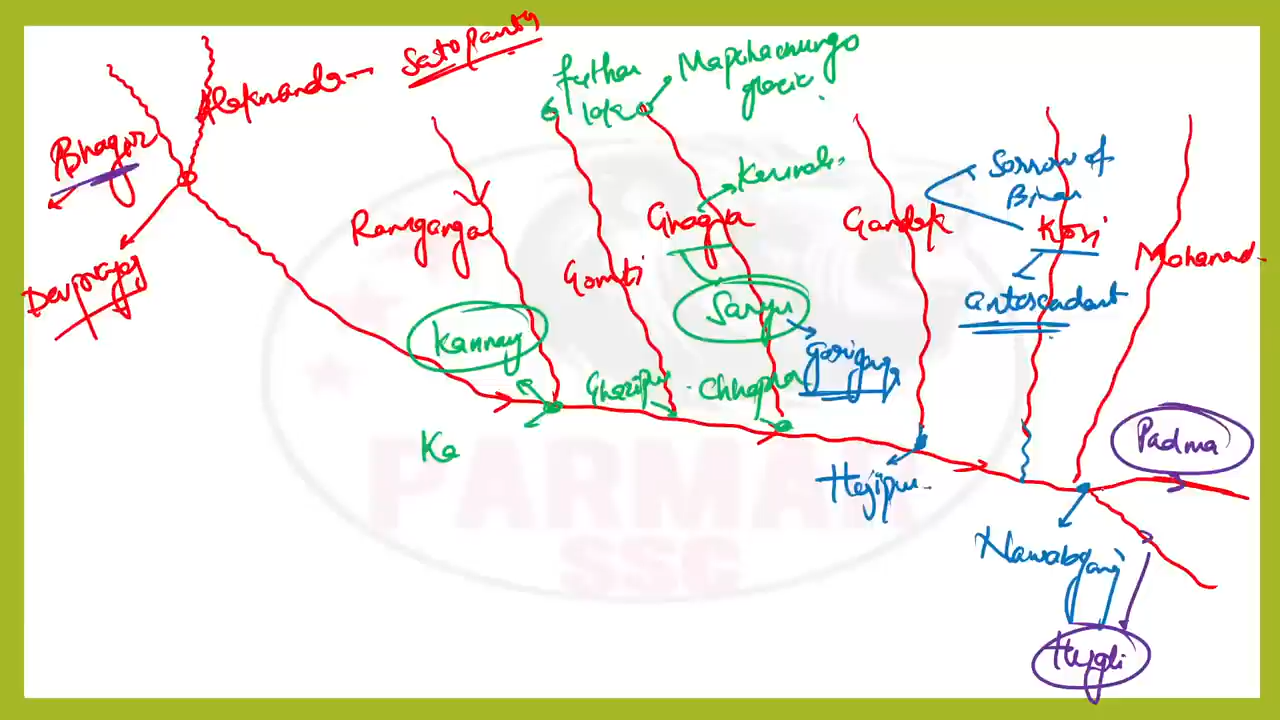 Satopanth
Alaknanda
Further
lake
Mapchachungo
glacier
Bhagir
Devprayag
Ramganga
Gomti
Ghagra
Karnali
Saryu
Gandak
Sorrow of
Bihar
Kosi
antescadant
Mahanad
Kannauj
Ghazipur
Chhapra
Ka
Hajipur
Padma
Nawabganj
Hugli
PARMAR
SSC